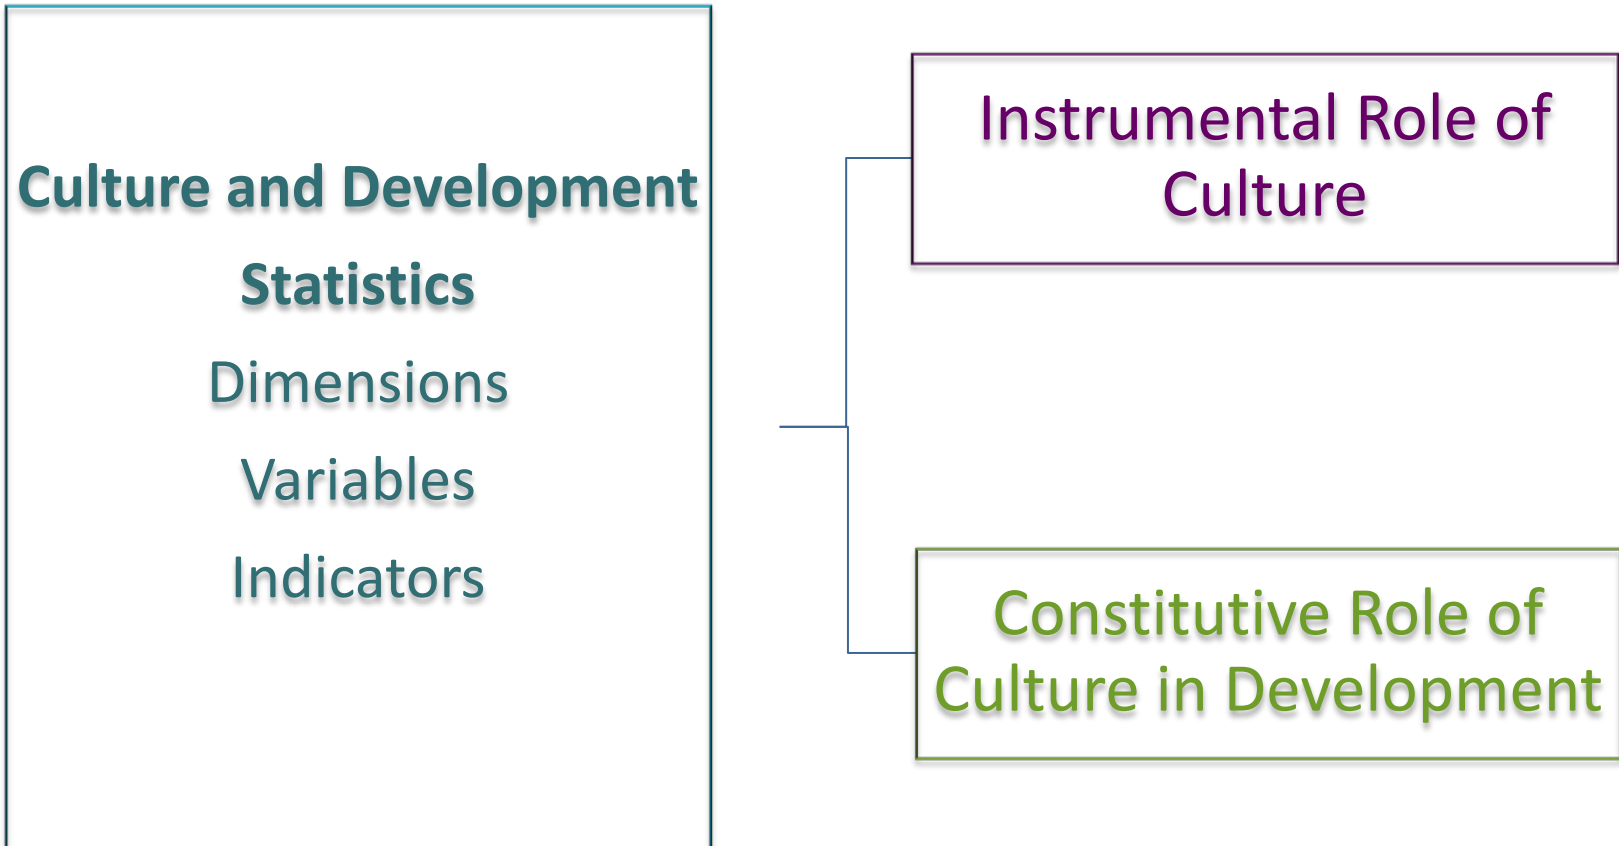 Culture and Development
Statistics
Dimensions
Variables
Indicators
Instrumental Role of
Culture
Constitutive Role of
Culture in Development